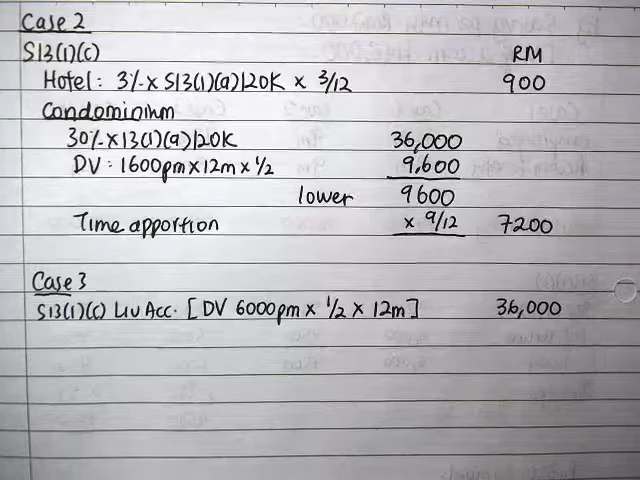 Case 2
S13(1)(c) RM
Hotel: 3% x S13(1)(a) 120K x 3/12 900
Condominium
30% x 13(1)(a) 120K 36,000
DV: 1600pm x 12m x 1/2 9,600
lower 9600
Time apportion x 9/12 7200
Case 3
S13(1)(c) Liv Acc. [DV 6000pm x 1/2 x 12m] 36,000